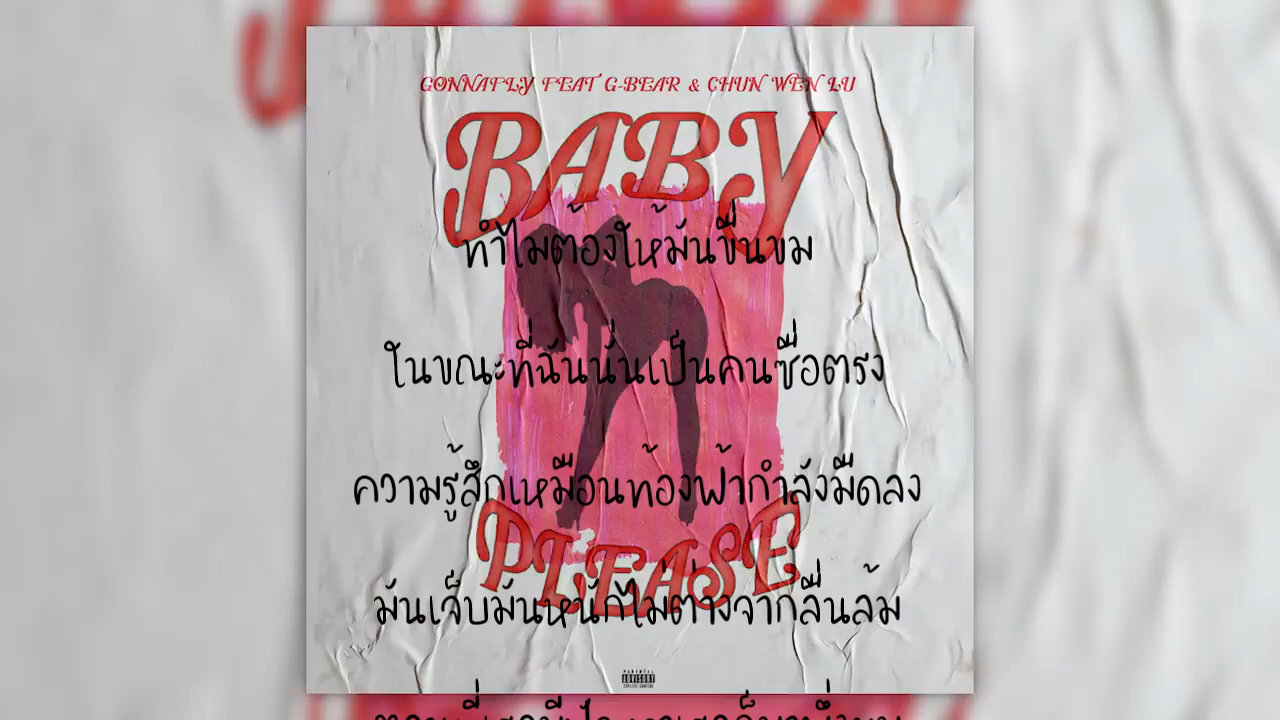 GONNAFLY FEAT G-BEAR & CHUN WEN LU
BABY
ทำไมต้องให้มันขื่นขม
ในขณะที่ฉันนั่นเป็นคนซื่อตรง
ความรู้สึกเหมือนท้องฟ้ากำลังมืดลง
PLEASE
มันเจ็บมันหนักไม่ต่างจากลื่นล้ม
PARENTAL
ADVISORY
EXPLICIT CONTENT